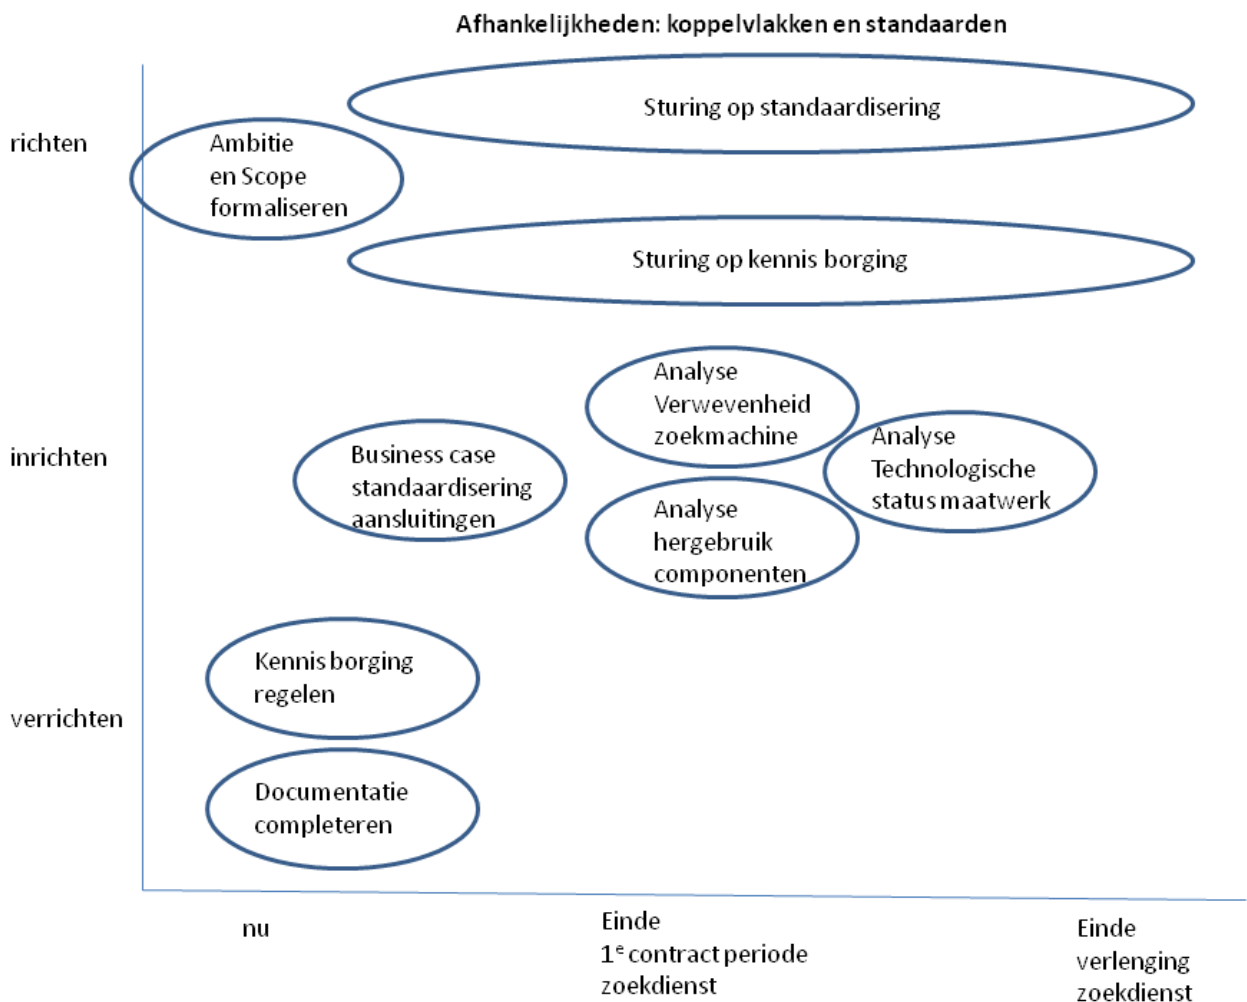 Afhankelijkheden: koppelvlakken en standaarden
Sturing op standaardisering
richten
Ambitie
en Scope
formaliseren
Sturing op kennis borging
Analyse
Verwevenheid
zoekmachine
inrichten
Business case
standaardisering
aansluitingen
Analyse
Technologische
status maatwerk
Analyse
hergebruik
componenten
Kennis borging
regelen
verrichten
Documentatie
completeren
nu
Einde
1e contract periode
zoekdienst
Einde
verlenging
zoekdienst